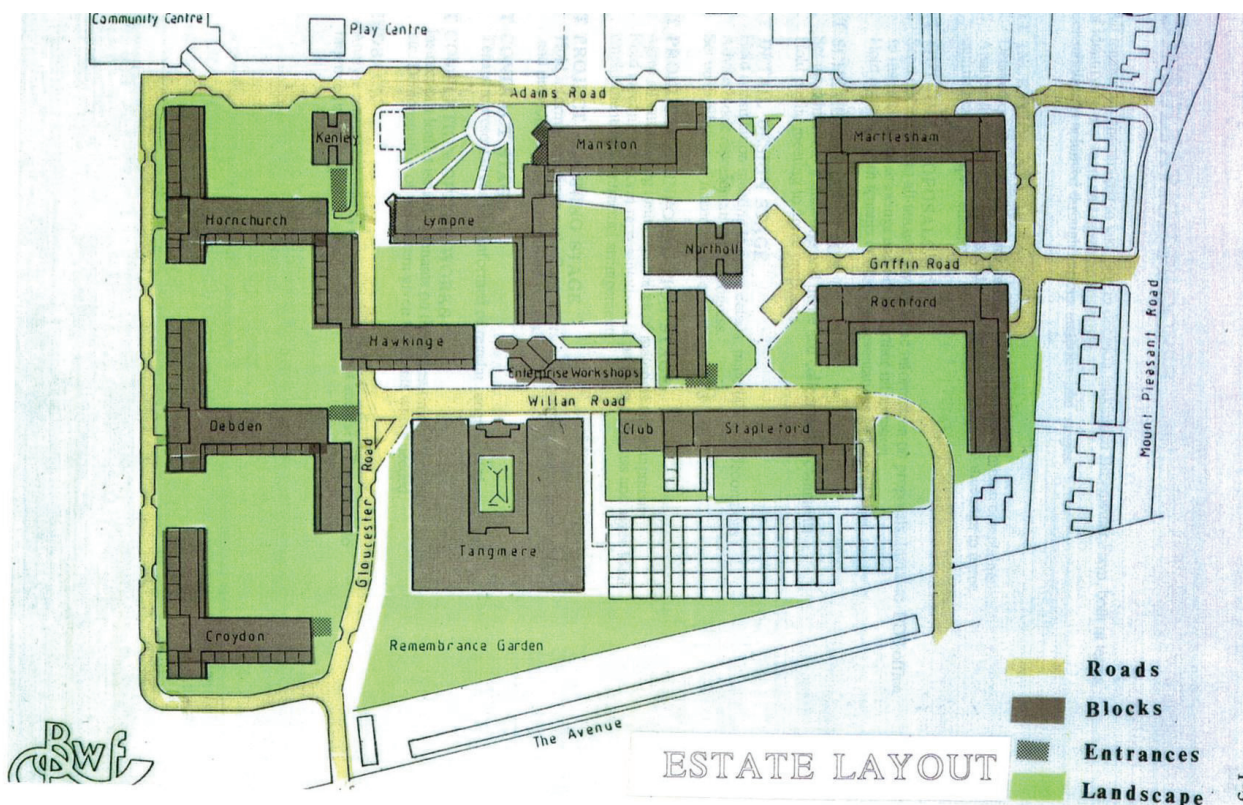 Community Centre
Play Centre
Adams Road
Kenley
Manston
Martlesham
Hornchurch
Lympne
Northolt
Griffin Road
Rochford
Hawkinge
Enterprise Workshops
Willan Road
Mount Pleasant Road
Debden
Club
Stapleford
Gloucester Road
Tangmere
Croydon
Remembrance Garden
The Avenue
Roads
Blocks
Entrances
Landscape
ESTATE LAYOUT
Bwf